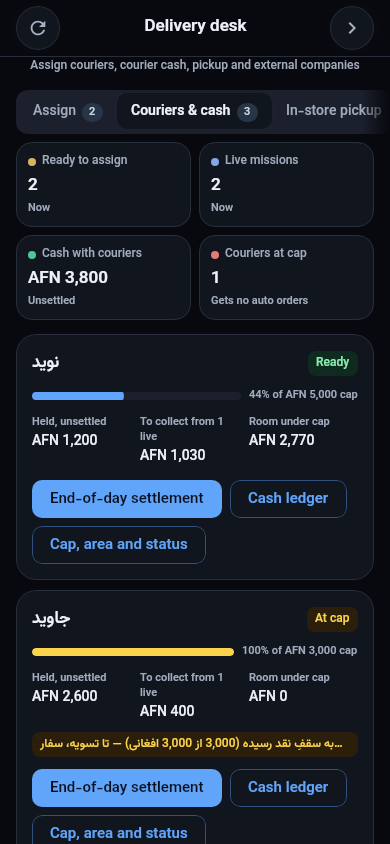 Delivery desk
Assign couriers, courier cash, pickup and external companies
Assign 2 Couriers & cash 3 In-store pickup
Ready to assign
2
Now
Live missions
2
Now
Cash with couriers
AFN 3,800
Unsettled
Couriers at cap
1
Gets no auto orders
نوید
Ready
44% of AFN 5,000 cap
Held, unsettled
AFN 1,200
To collect from 1
live
AFN 1,030
Room under cap
AFN 2,770
End-of-day settlement
Cash ledger
Cap, area and status
جاوید
At cap
100% of AFN 3,000 cap
Held, unsettled
AFN 2,600
To collect from 1
live
AFN 400
Room under cap
AFN 0
به سقفِ نقد رسیده (3,000 از 3,000 افغانی) — تا تسویه، سفار…
End-of-day settlement
Cash ledger
Cap, area and status